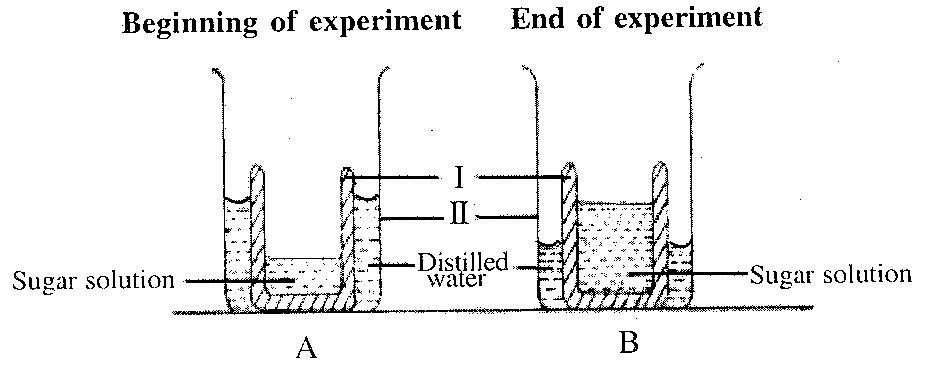 Beginning of experiment
End of experiment
I
II
Distilled
water
Sugar solution
Sugar solution
A
B